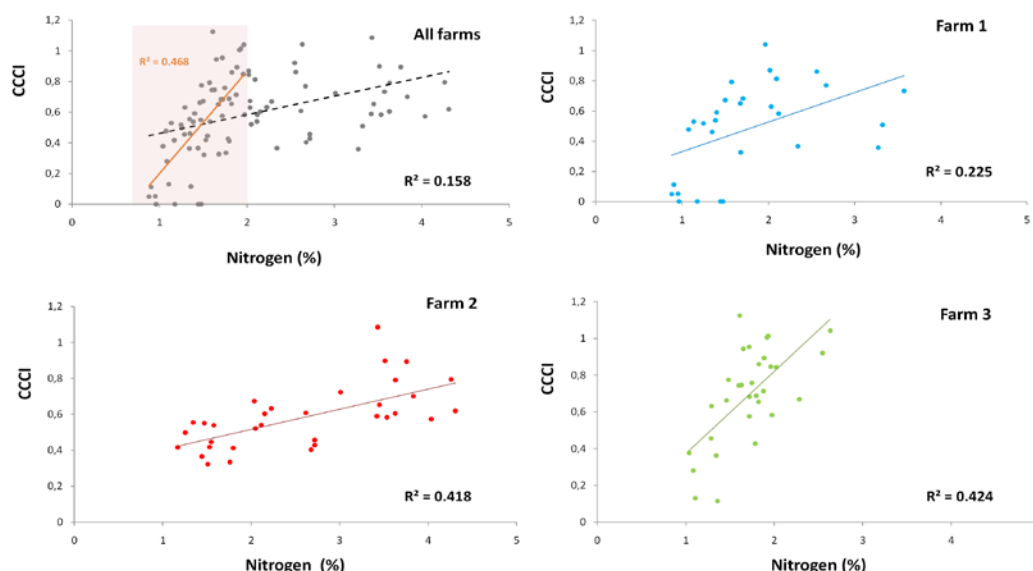 All farms
CCCI
1,2
1
0,8
0,6
0,4
0,2
0
R² = 0.468
R² = 0.158
0 1 2 3 4 5
Nitrogen (%)
Farm 1
CCCI
1,2
1
0,8
0,6
0,4
0,2
0
R² = 0.225
0 1 2 3 4 5
Nitrogen (%)
Farm 2
CCCI
1,2
1
0,8
0,6
0,4
0,2
0
R² = 0.418
0 1 2 3 4 5
Nitrogen (%)
Farm 3
CCCI
1,2
1
0,8
0,6
0,4
0,2
0
R² = 0.424
0 1 2 3 4
Nitrogen (%)